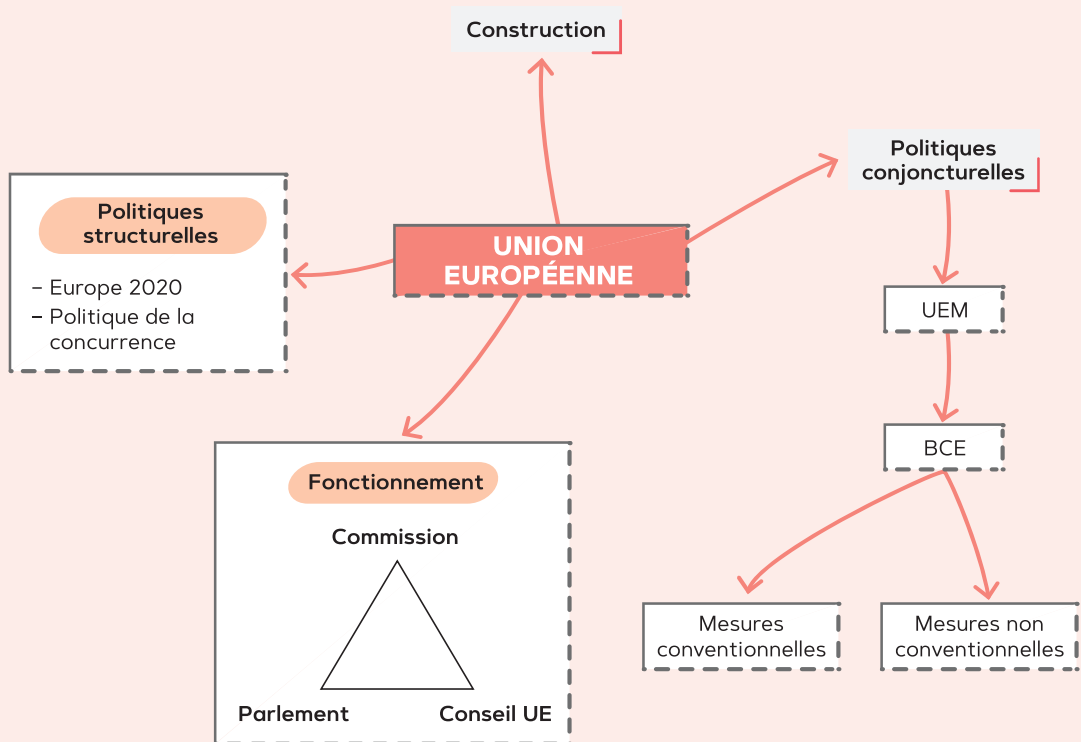 Construction
Politiques
conjoncturelles
Politiques
structurelles
– Europe 2020
– Politique de la
concurrence
UNION
EUROPÉENNE
UEM
BCE
Fonctionnement
Commission
Parlement
Conseil UE
Mesures
conventionnelles
Mesures non
conventionnelles